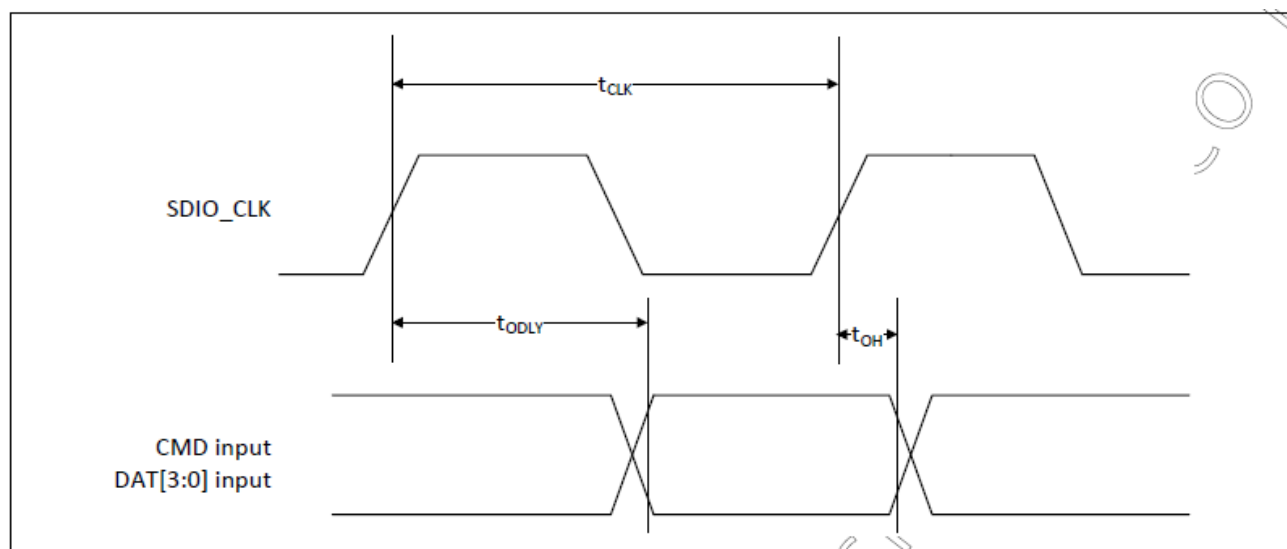 tCLK
SDIO_CLK
tODLY
tOH
CMD input
DAT[3:0] input